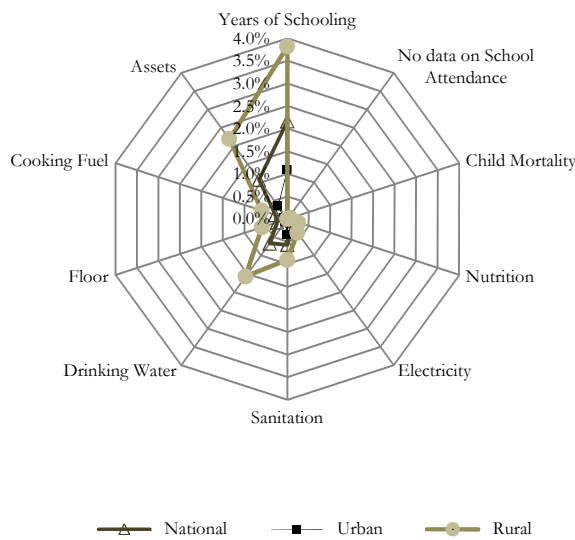 Years of Schooling
4.0%
3.5%
3.0%
2.5%
2.0%
1.5%
1.0%
0.5%
0.0%
No data on School
Attendance
Child Mortality
Nutrition
Electricity
Sanitation
Drinking Water
Floor
Cooking Fuel
Assets
National
Urban
Rural